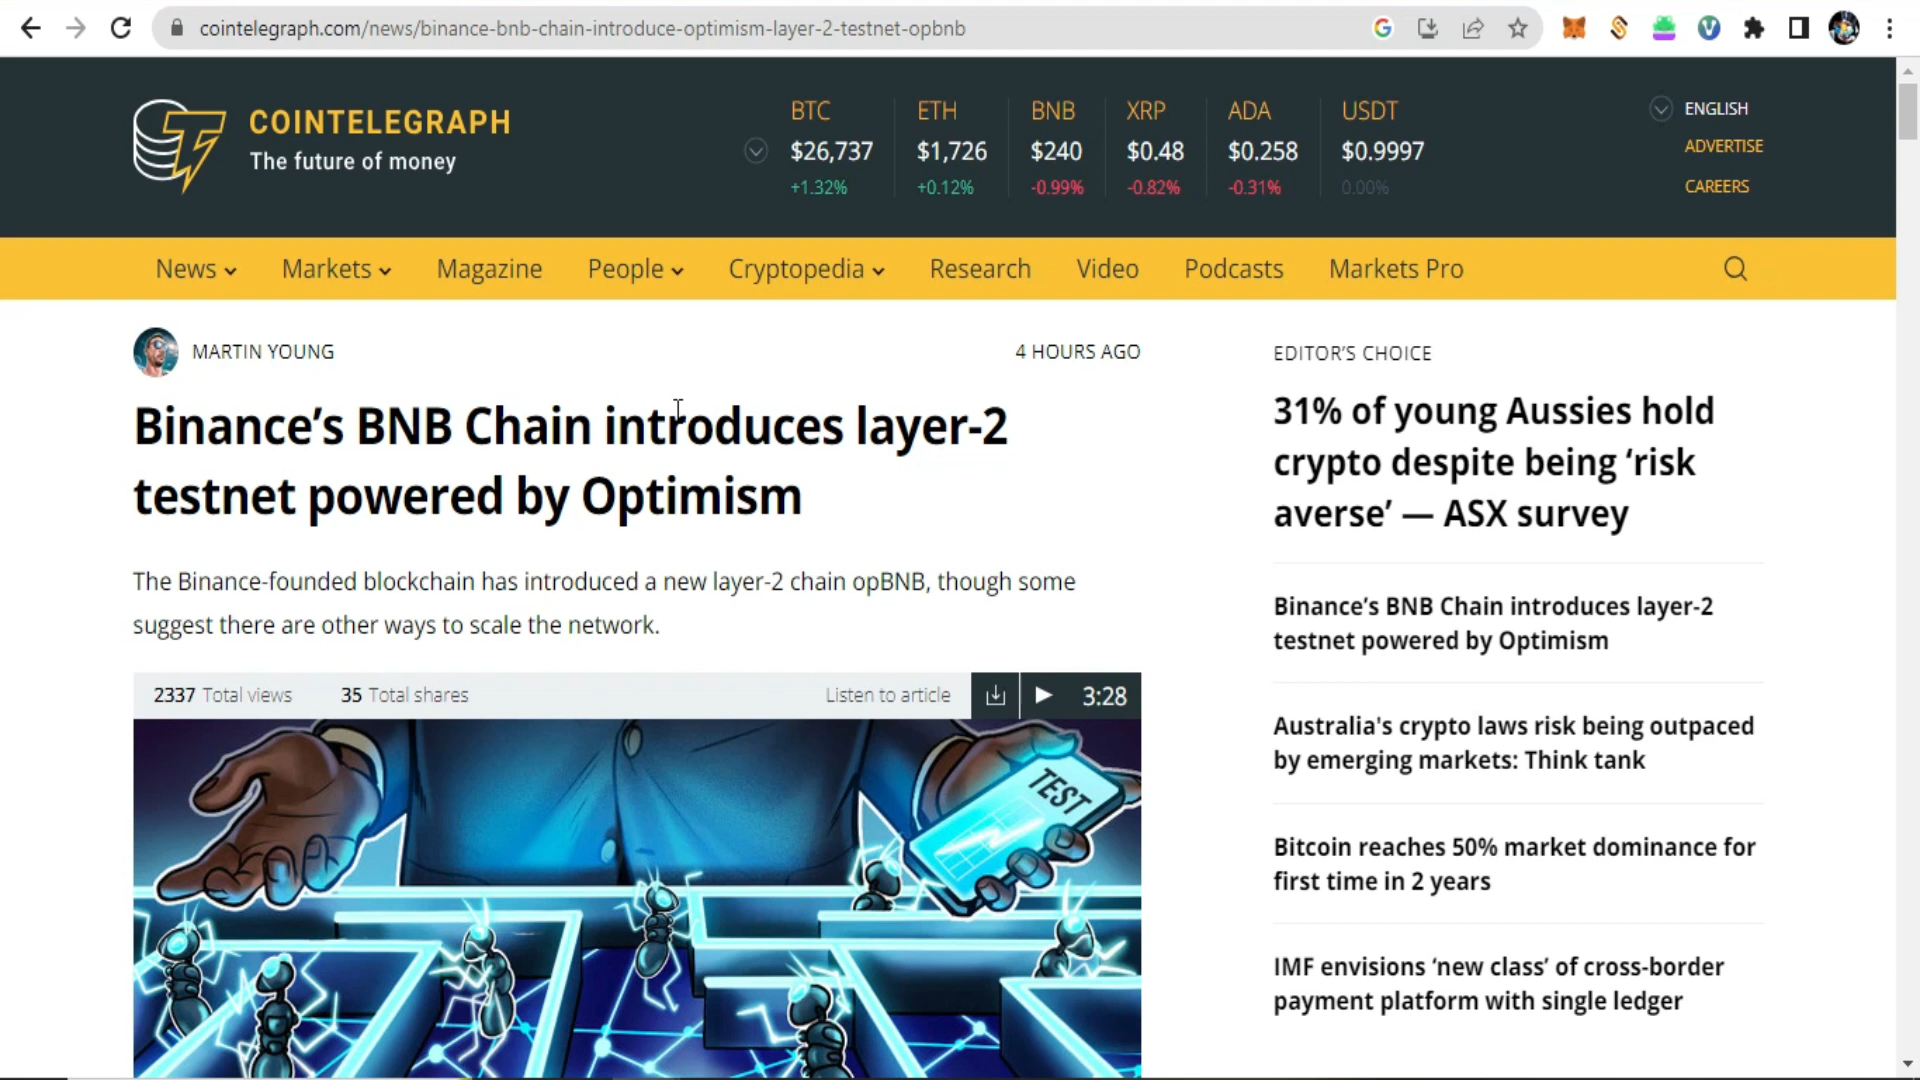 cointelegraph.com/news/binance-bnb-chain-introduce-optimism-layer-2-testnet-opbnb
COINTELEGRAPH
The future of money
BTC ETH BNB XRP ADA USDT
$26,737 $1,726 $240 $0.48 $0.258 $0.9997
+1.32% +0.12% -0.99% -0.82% -0.31% 0.00%
ENGLISH
ADVERTISE
CAREERS
News Markets Magazine People Cryptopedia Research Video Podcasts Markets Pro
MARTIN YOUNG
4 HOURS AGO
Binance’s BNB Chain introduces layer-2
testnet powered by Optimism
The Binance-founded blockchain has introduced a new layer-2 chain opBNB, though some
suggest there are other ways to scale the network.
2337 Total views 35 Total shares Listen to article 3:28
TEST
EDITOR’S CHOICE
31% of young Aussies hold
crypto despite being ‘risk
averse’ — ASX survey
Binance’s BNB Chain introduces layer-2
testnet powered by Optimism
Australia's crypto laws risk being outpaced
by emerging markets: Think tank
Bitcoin reaches 50% market dominance for
first time in 2 years
IMF envisions ‘new class’ of cross-border
payment platform with single ledger